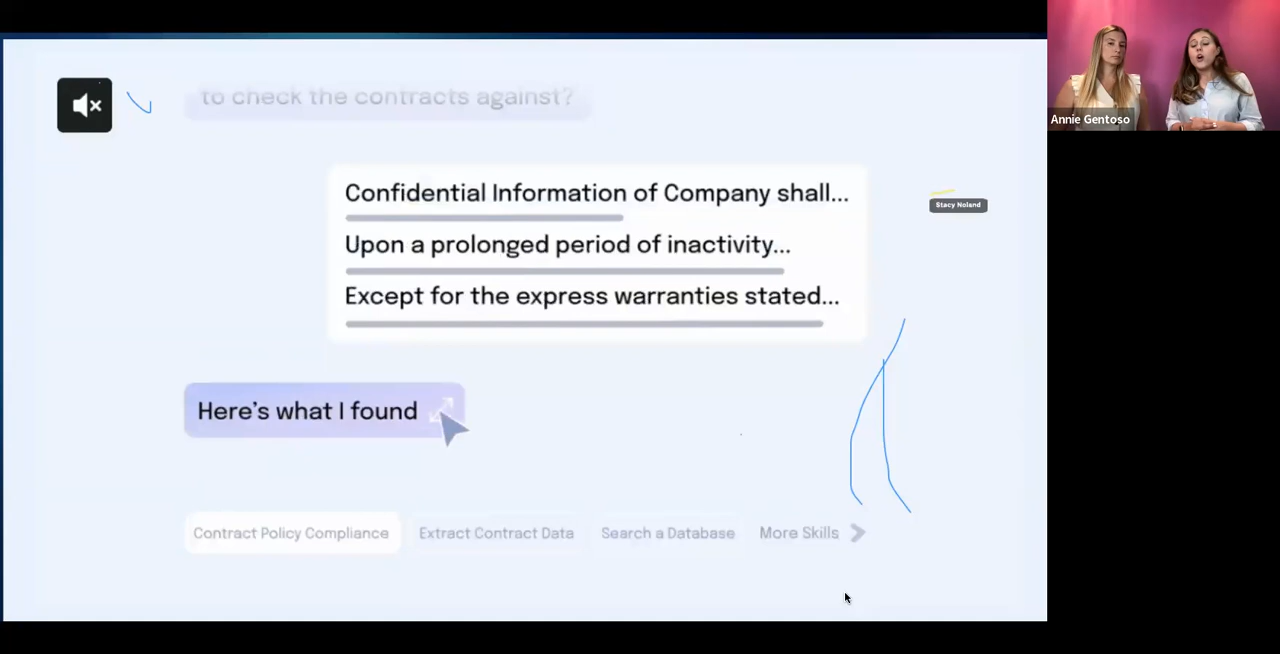 to check the contracts against?
Annie Gentoso
Confidential Information of Company shall...
Stacy Noland
Upon a prolonged period of inactivity...
Except for the express warranties stated...
Here's what I found
Contract Policy Compliance Extract Contract Data Search a Database More Skills